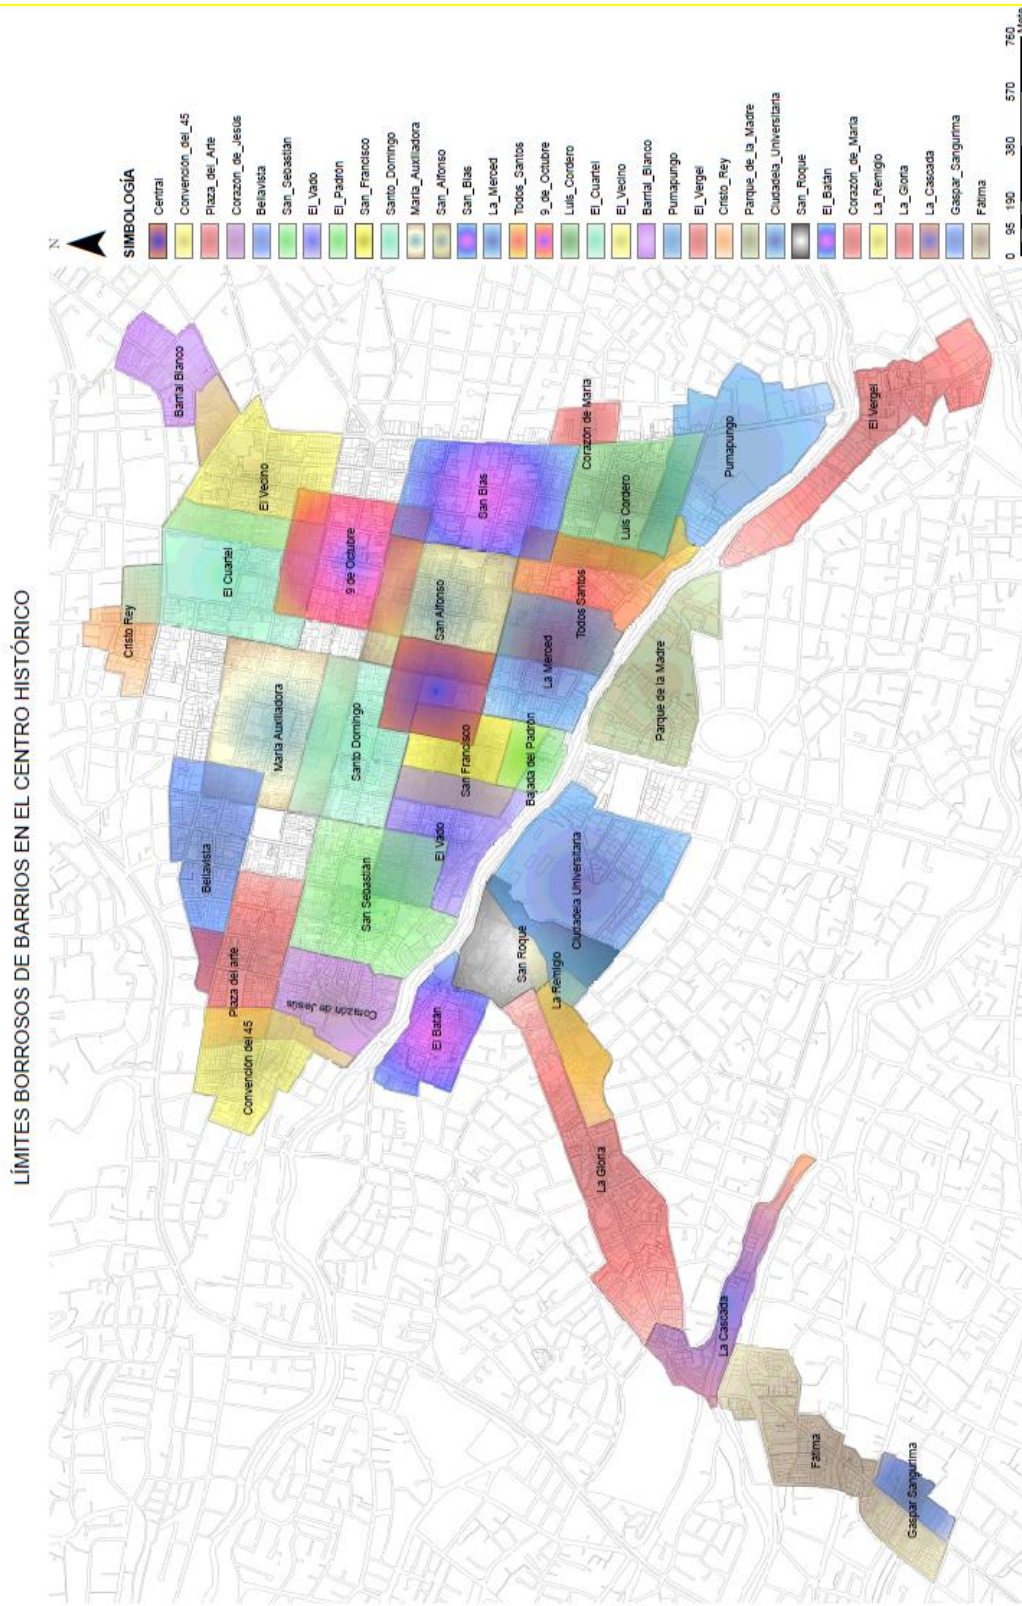 LÍMITES BORROSOS DE BARRIOS EN EL CENTRO HISTÓRICO
N
SIMBOLOGÍA
Central
Convención_del_45
Plaza_del_Arte
Corazón_de_Jesús
Bellavista
San_Sebastián
El_Vado
El_Padrón
San_Francisco
Santo_Domingo
María_Auxiliadora
San_Alfonso
San_Blas
La_Merced
Todos_Santos
9_de_Octubre
Luis_Cordero
El_Cuartel
El_Vecino
Barrial_Blanco
Pumapungo
El_Vergel
Cristo_Rey
Parque_de_la_Madre
Ciudadela_Universitaria
San_Roque
El_Batán
Corazón_de_María
La_Remigio
La_Gloria
La_Cascada
Gaspar_Sangurima
Fátima
0 95 190 380 570 760
Barrial Blanco
El Vecino
Cristo Rey
El Cuartel
9 de Octubre
San Blas
Corazón de María
Luis Cordero
Pumapungo
El Vergel
María Auxiliadora
Santo Domingo
San Alfonso
Todos Santos
La Merced
San Francisco
Bajada del Padrón
Parque de la Madre
Bellavista
San Sebastián
El Vado
Ciudadela Universitaria
Plaza del arte
Corazón de Jesús
Convención del 45
El Batán
San Roque
La Remigio
La Gloria
La Cascada
Fátima
Gaspar Sangurima